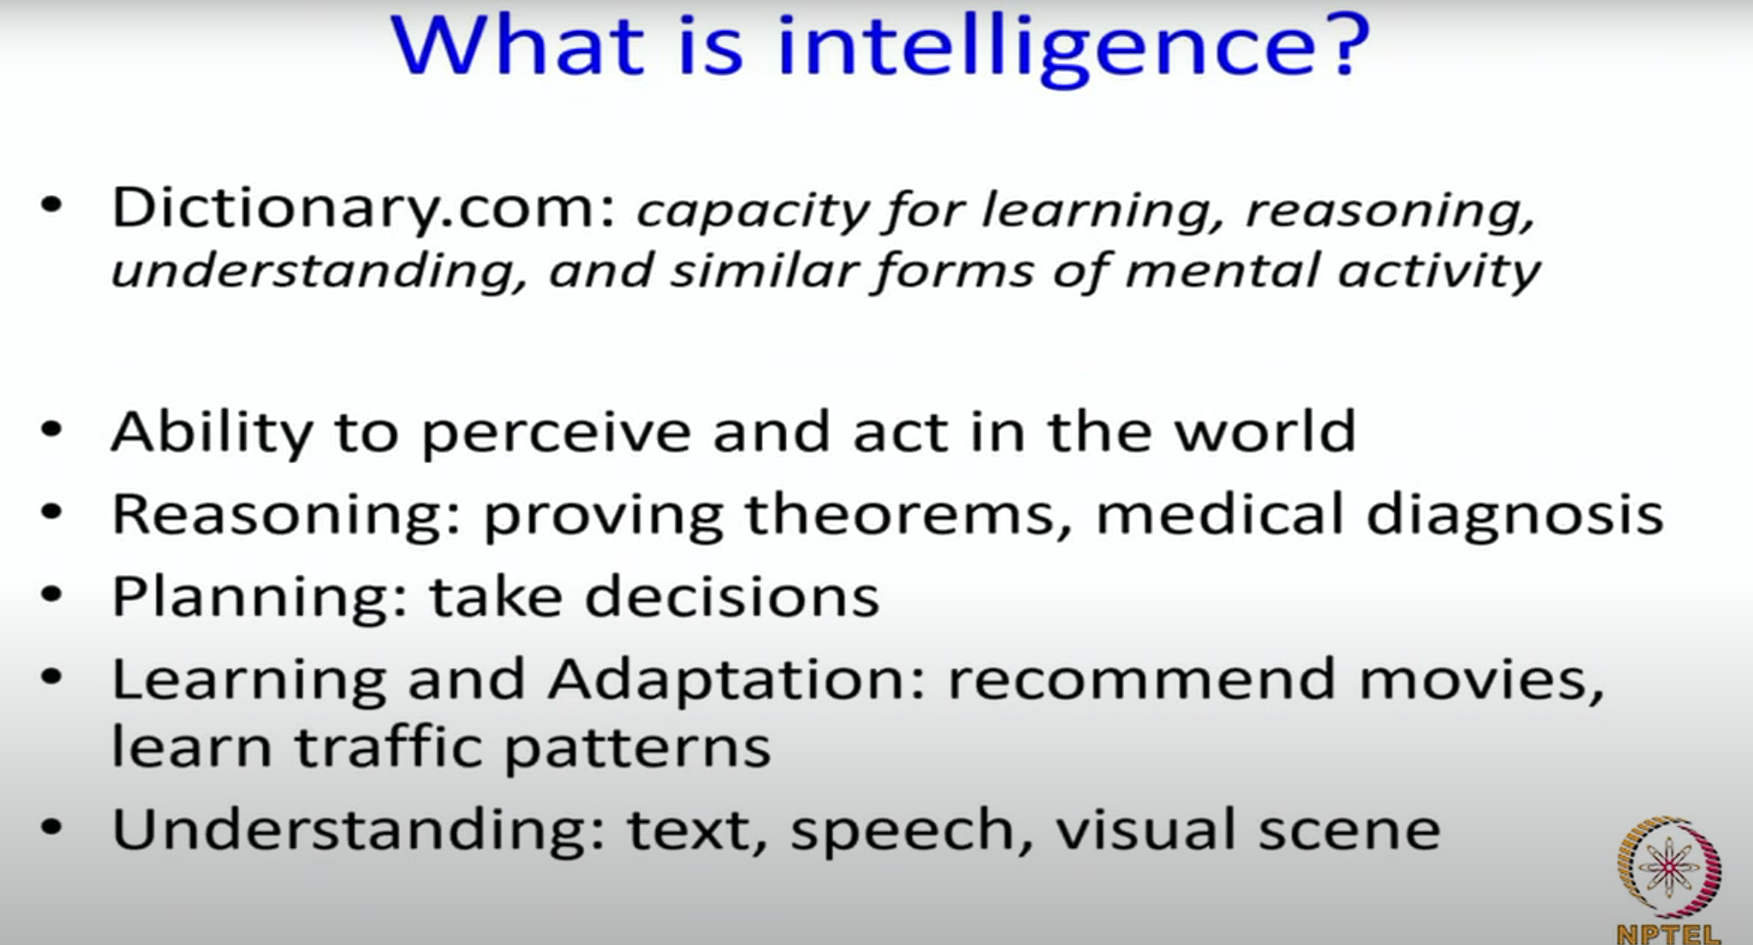 What is intelligence?
• Dictionary.com: capacity for learning, reasoning,
understanding, and similar forms of mental activity
• Ability to perceive and act in the world
• Reasoning: proving theorems, medical diagnosis
• Planning: take decisions
• Learning and Adaptation: recommend movies,
learn traffic patterns
• Understanding: text, speech, visual scene
NPTEL